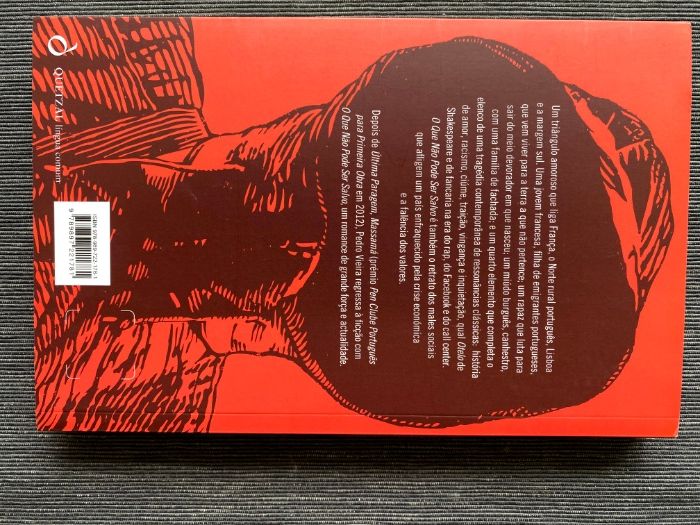 Um triângulo amoroso que liga França, o Norte rural português, Lisboa
e a margem sul. Uma jovem francesa, filha de emigrantes portugueses,
que vem viver para a terra a que não pertence, um rapaz que luta para
sair do meio devorador em que nasceu, um miúdo burguês, canhestro,
com uma família de fachada; e um quarto elemento que completa o
elenco de uma tragédia contemporânea de ressonâncias clássicas: história
de amor, racismo, ciúme, traição, vingança e inquietação, qual Otelo de
Shakespeare e de tancaria na era do rap, do Facebook e do call center.
O Que Não Pode Ser Salvo é também o retrato dos males sociais
que afligem um país enfraquecido pela crise económica
e a falência dos valores.
Depois de Última Paragem, Massamá (prémio Pen Clube Português
para Primeira Obra em 2012), Pedro Vieira regressa à ficção com
O Que Não Pode Ser Salvo, um romance de grande força e actualidade.
QUETZAL língua comum